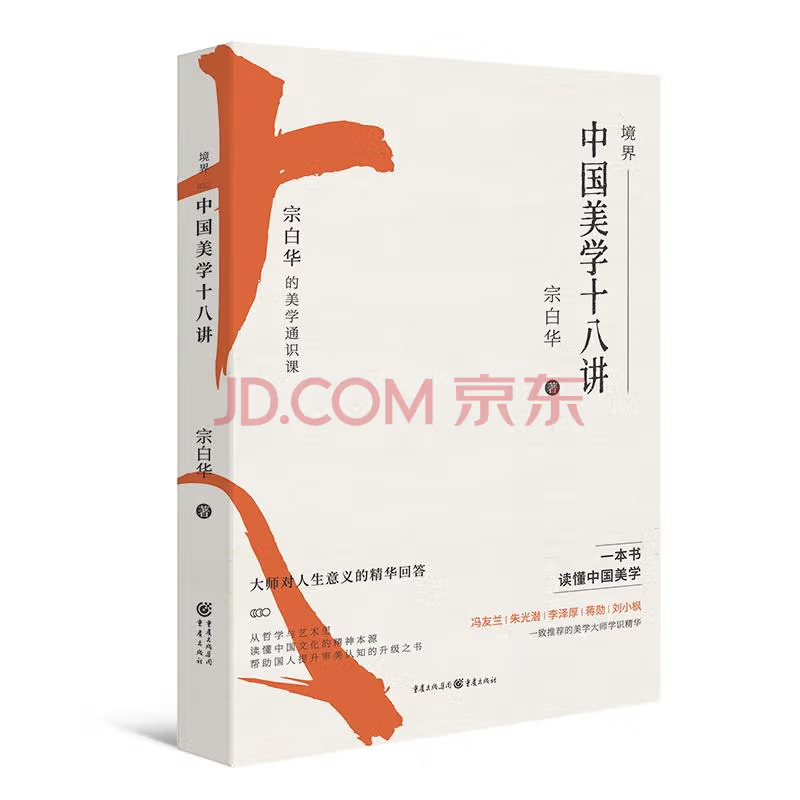 境界
中国美学十八讲
宗白华
著
境界
中国美学十八讲
宗白华 著
宗白华的美学通识课
JD.COM 京东
大师对人生意义的精华回答
从哲学与艺术里
读懂中国文化的精神本源
帮助国人提升审美认知的升级之书
一本书
读懂中国美学
冯友兰|朱光潜|李泽厚|蒋勋|刘小枫
一致推荐的美学大师学识精华
重庆出版集团 重庆出版社
重庆出版集团
重庆出版社